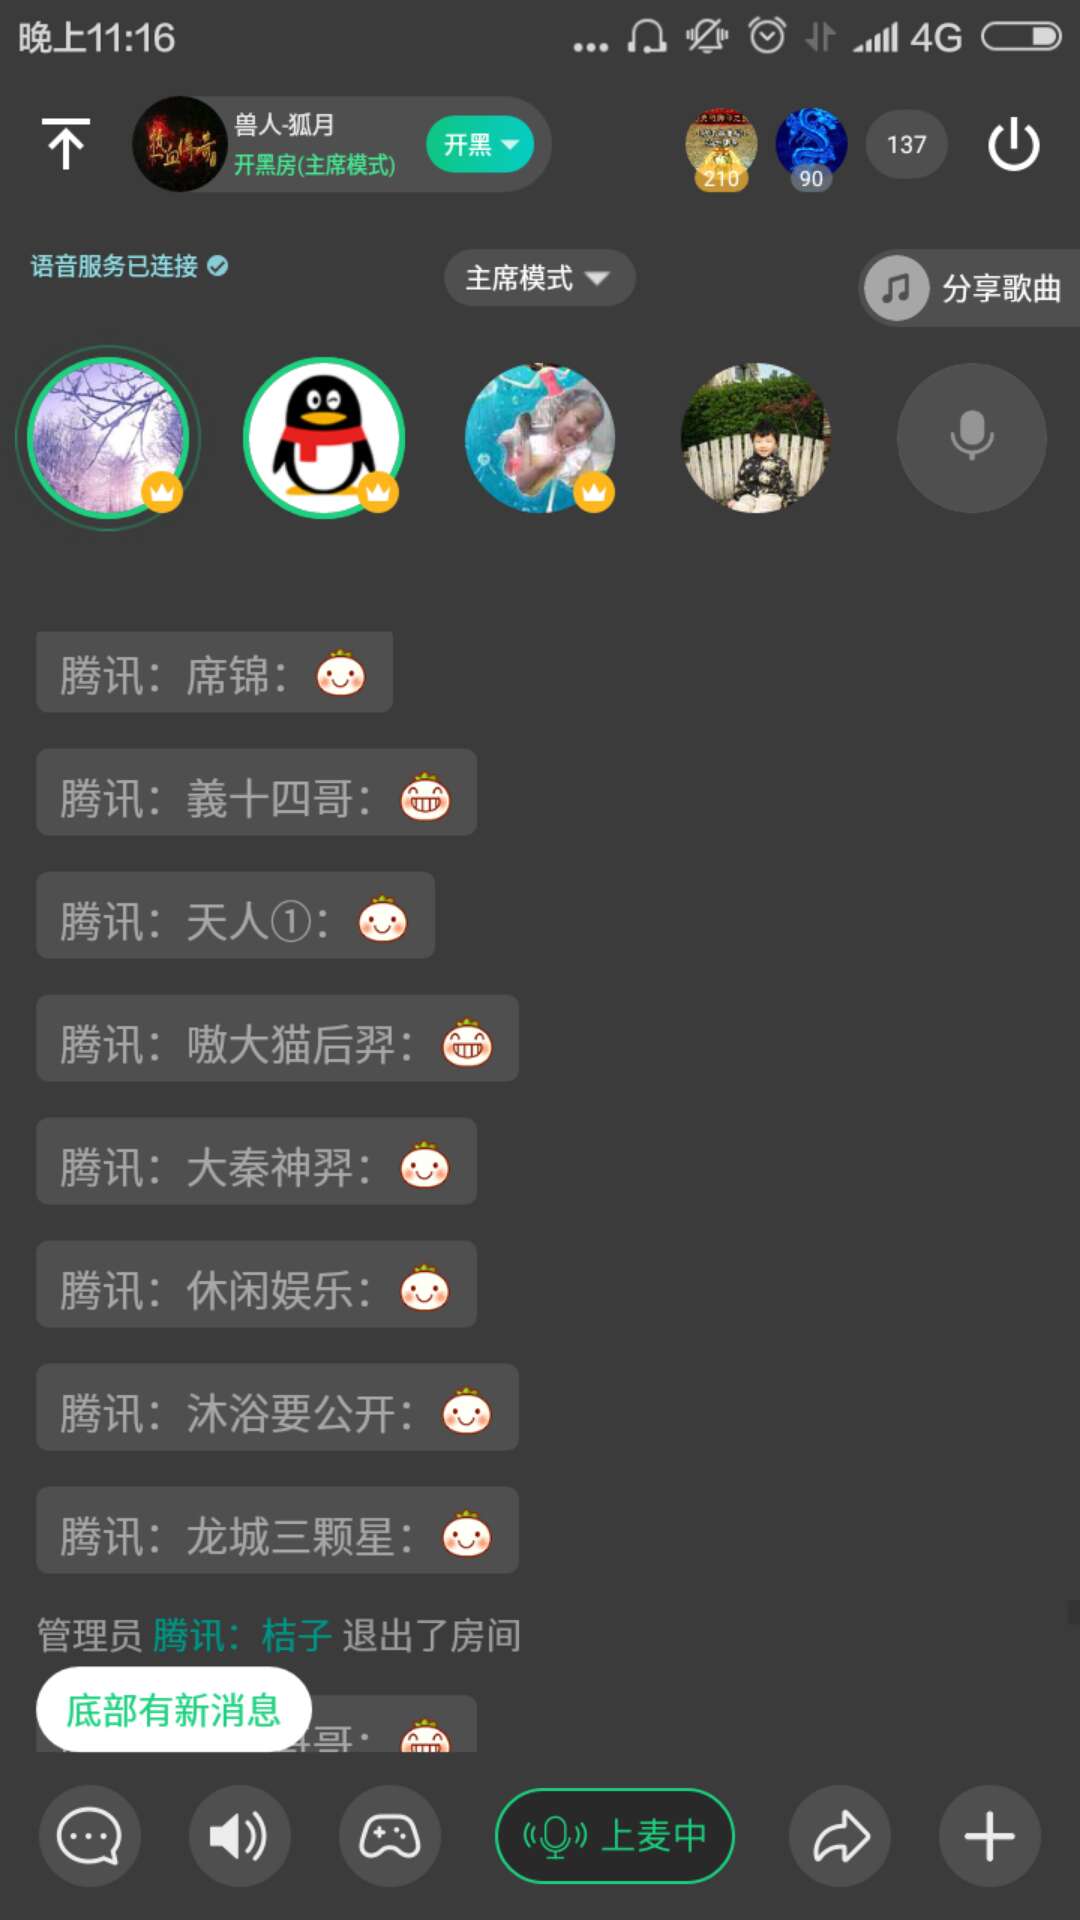 晚上11:16
4G
热血传奇
兽人-狐月
开黑房(主席模式)
开黑
210
90
137
语音服务已连接
主席模式
分享歌曲
腾讯：席锦：
腾讯：義十四哥：
腾讯：天人①：
腾讯：嗷大猫后羿：
腾讯：大秦神羿：
腾讯：休闲娱乐：
腾讯：沐浴要公开：
腾讯：龙城三颗星：
管理员 腾讯：桔子 退出了房间
底部有新消息
哥：
上麦中